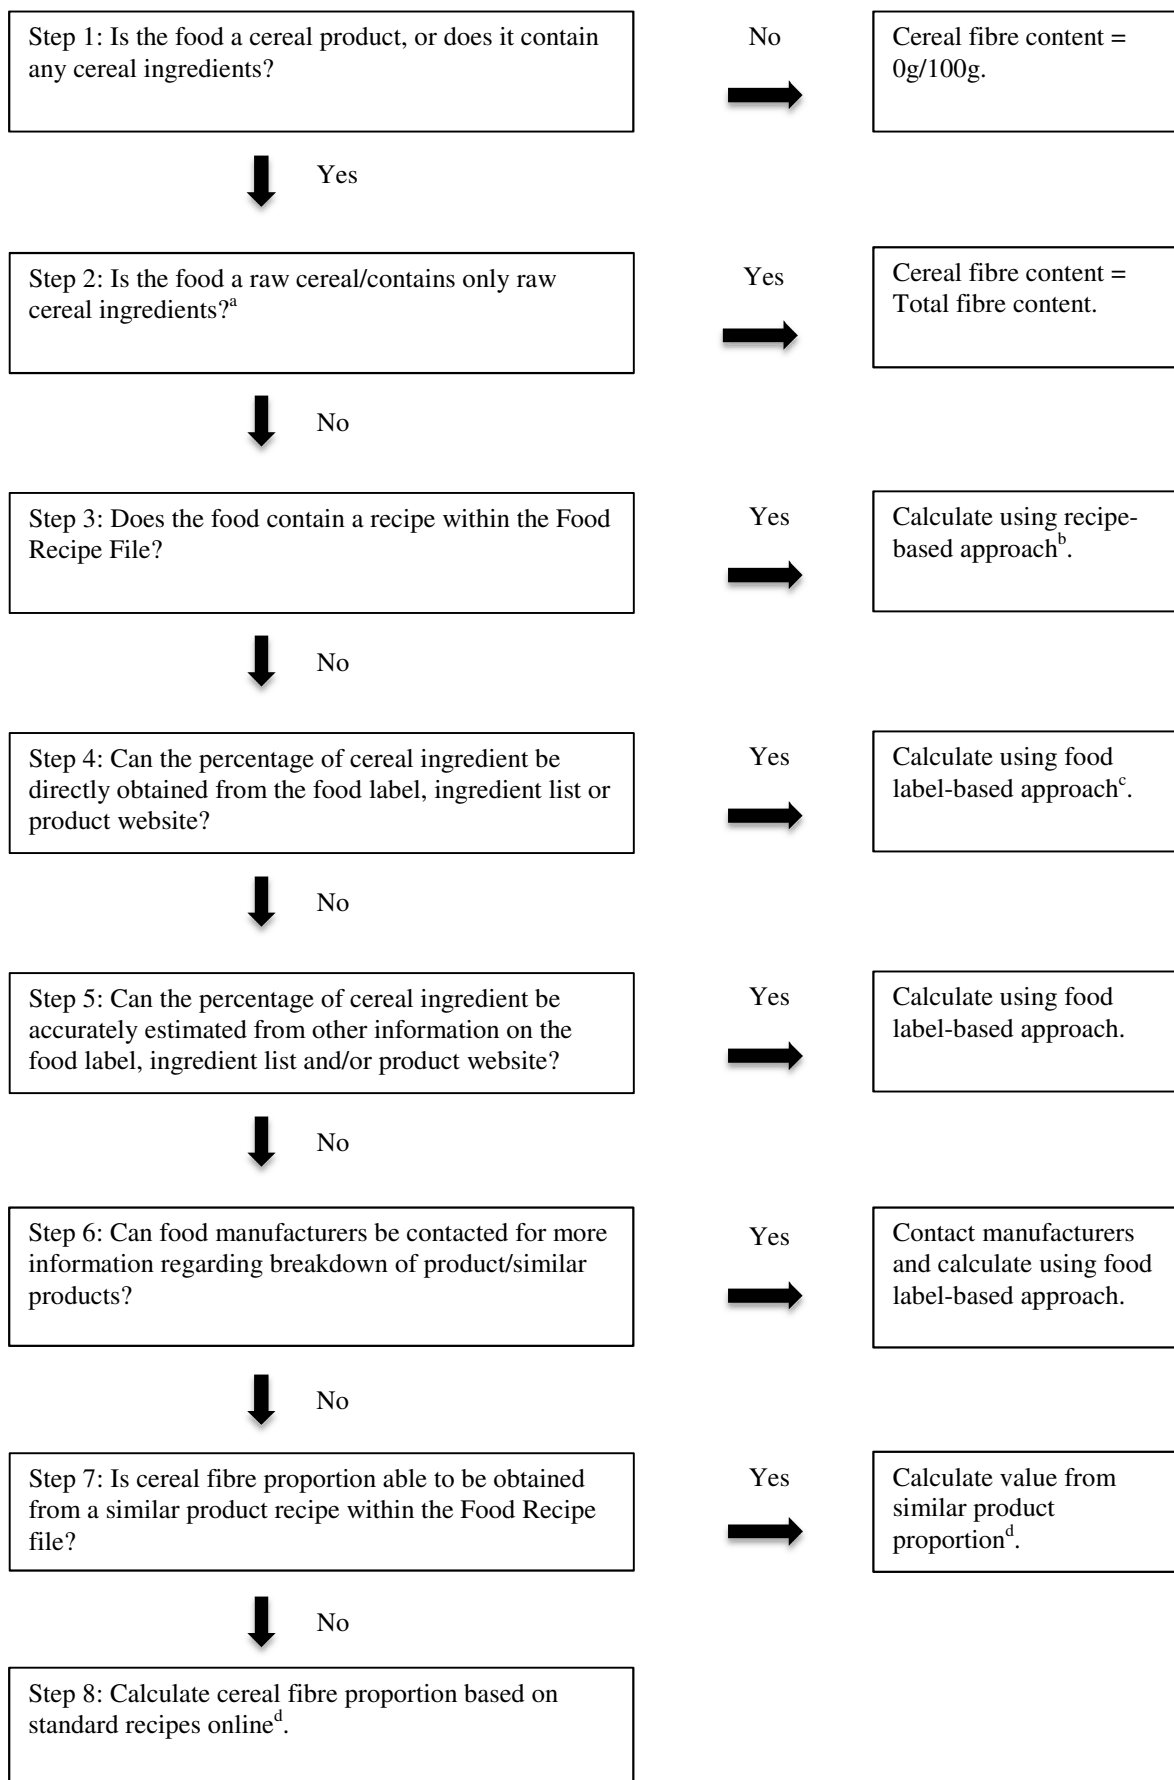 Step 1: Is the food a cereal product, or does it contain
any cereal ingredients?
No
Cereal fibre content =
0g/100g.
Yes
Step 2: Is the food a raw cereal/contains only raw
cereal ingredients?a
Yes
Cereal fibre content =
Total fibre content.
No
Step 3: Does the food contain a recipe within the Food
Recipe File?
Yes
Calculate using recipe-
based approachb.
No
Step 4: Can the percentage of cereal ingredient be
directly obtained from the food label, ingredient list or
product website?
Yes
Calculate using food
label-based approachc.
No
Step 5: Can the percentage of cereal ingredient be
accurately estimated from other information on the
food label, ingredient list and/or product website?
Yes
Calculate using food
label-based approach.
No
Step 6: Can food manufacturers be contacted for more
information regarding breakdown of product/similar
products?
Yes
Contact manufacturers
and calculate using food
label-based approach.
No
Step 7: Is cereal fibre proportion able to be obtained
from a similar product recipe within the Food Recipe
file?
Yes
Calculate value from
similar product
proportiond.
No
Step 8: Calculate cereal fibre proportion based on
standard recipes onlined.